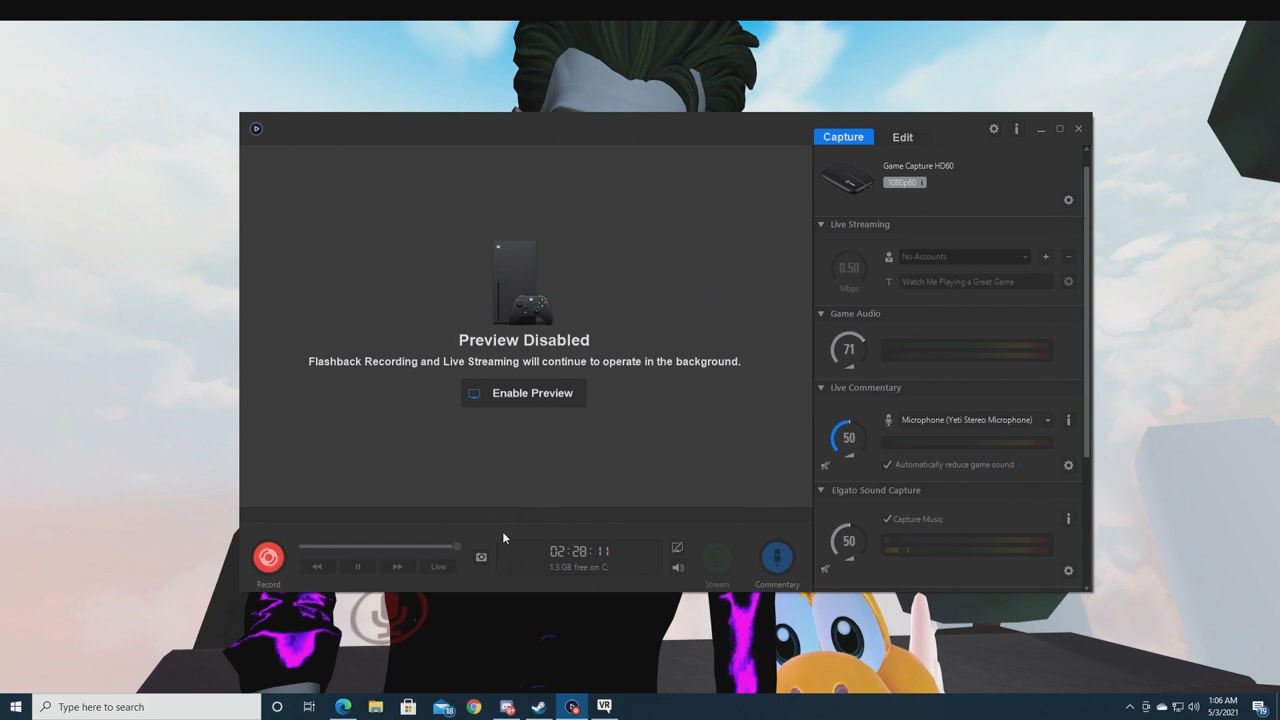 Capture
Edit
Game Capture HD60
1080p60
Live Streaming
0.50
Mbps
No Accounts
T
Watch Me Playing a Great Game
Game Audio
71
Preview Disabled
Flashback Recording and Live Streaming will continue to operate in the background.
Enable Preview
Live Commentary
50
Microphone (Yeti Stereo Microphone)
Automatically reduce game sound
Elgato Sound Capture
50
Capture Music
Record
Live
02:28:11
1.3 GB free on C:
Stream
Commentary
Type here to search
18
VR
1:06 AM
5/3/2021
19